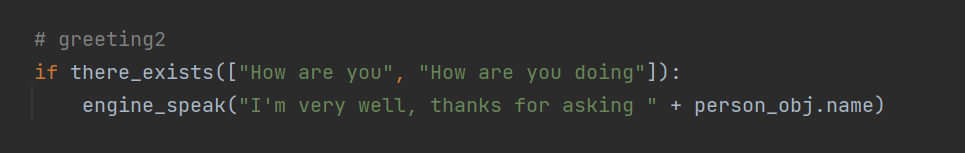 # greeting2
if there_exists(["How are you", "How are you doing"]):
    engine_speak("I'm very well, thanks for asking " + person_obj.name)